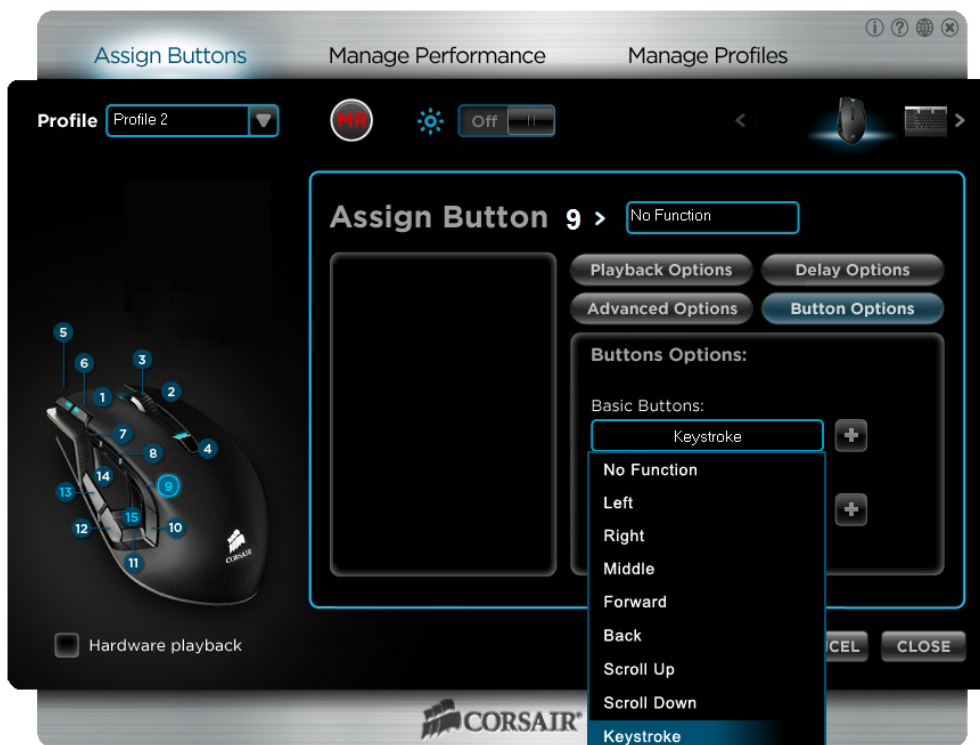 Assign Buttons
Manage Performance
Manage Profiles
Profile
Profile 2
MR
Off
Assign Button 9 >
No Function
Playback Options
Delay Options
Advanced Options
Button Options
Buttons Options:
Basic Buttons:
Keystroke
No Function
Left
Right
Middle
Forward
Back
Scroll Up
Scroll Down
Keystroke
5
6
3
1
2
7
8
4
14
9
13
15
12
10
11
CORSAIR
Hardware playback
CEL
CLOSE
CORSAIR